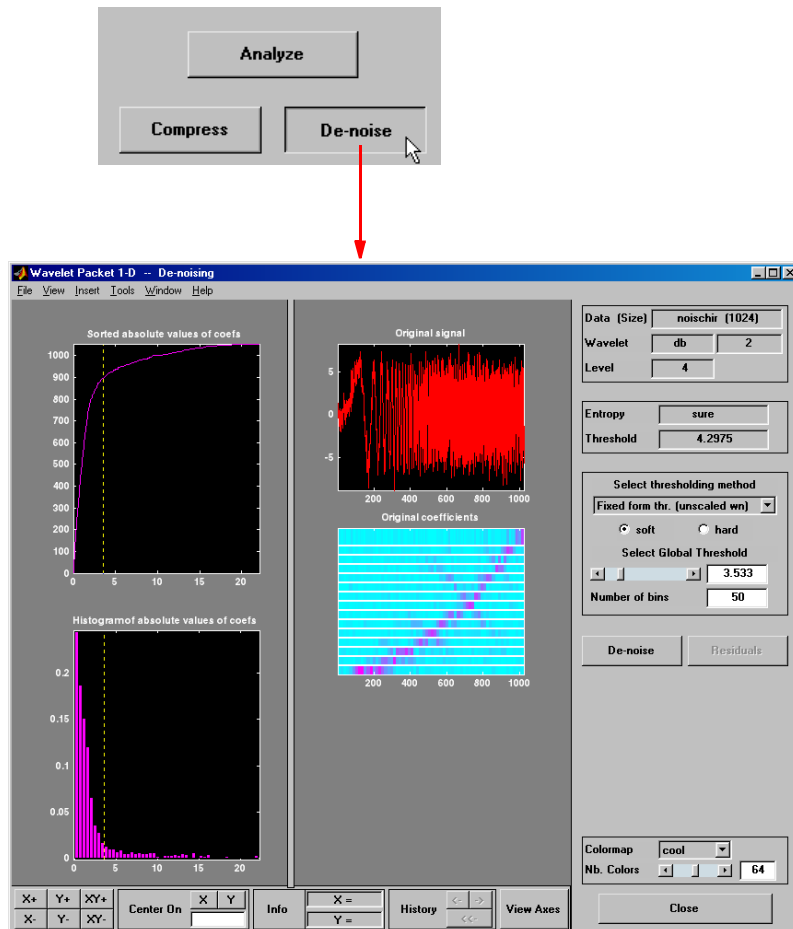 Analyze
Compress De-noise
Wavelet Packet 1-D -- De-noising
File View Insert Tools Window Help
Sorted absolute values of coefs
1000
900
800
700
600
500
400
300
200
100
0
0 5 10 15 20
Histogramof absolute values of coefs
0.2
0.1
0.05
0
0 5 10 15 20
Original signal
5
0
-5
200 400 600 800 1000
Original coefficients
200 400 600 800 1000
Data (Size) noischir (1024)
Wavelet db 2
Level 4
Entropy sure
Threshold 4.2975
Select thresholding method
Fixed form thr. (unscaled wn)
soft hard
Select Global Threshold
3.533
Number of bins 50
De-noise Residuals
Colormap cool
Nb. Colors 64
Close
X+ Y+ XY+
X- Y- XY-
Center On X Y
Info X =
Y =
History <- ->
<<-
View Axes